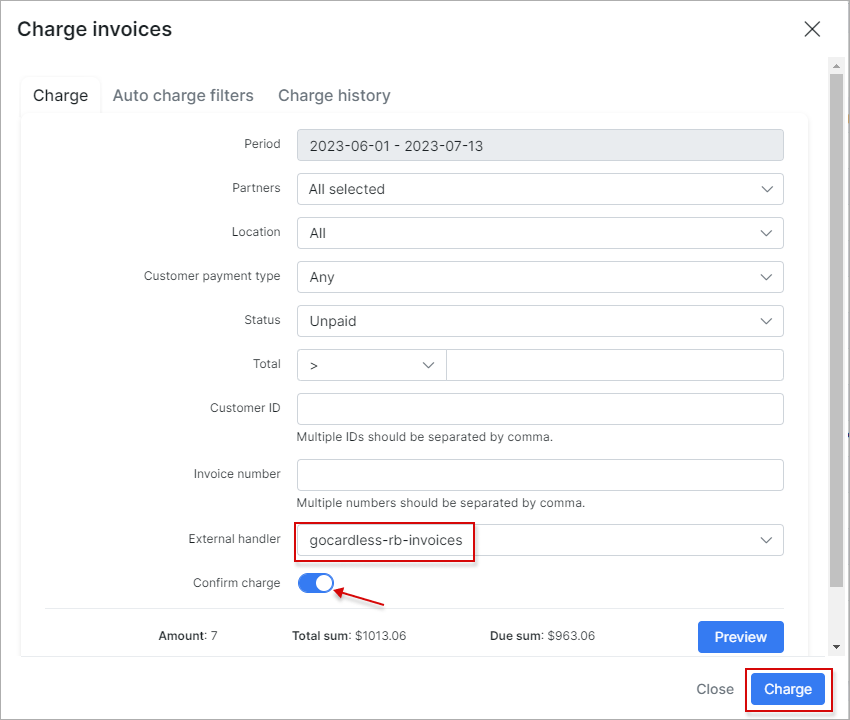 Charge invoices
Charge Auto charge filters Charge history
Period 2023-06-01 - 2023-07-13
Partners All selected
Location All
Customer payment type Any
Status Unpaid
Total >
Customer ID
Multiple IDs should be separated by comma.
Invoice number
Multiple numbers should be separated by comma.
External handler gocardless-rb-invoices
Confirm charge
Amount: 7 Total sum: $1013.06 Due sum: $963.06 Preview
Close Charge